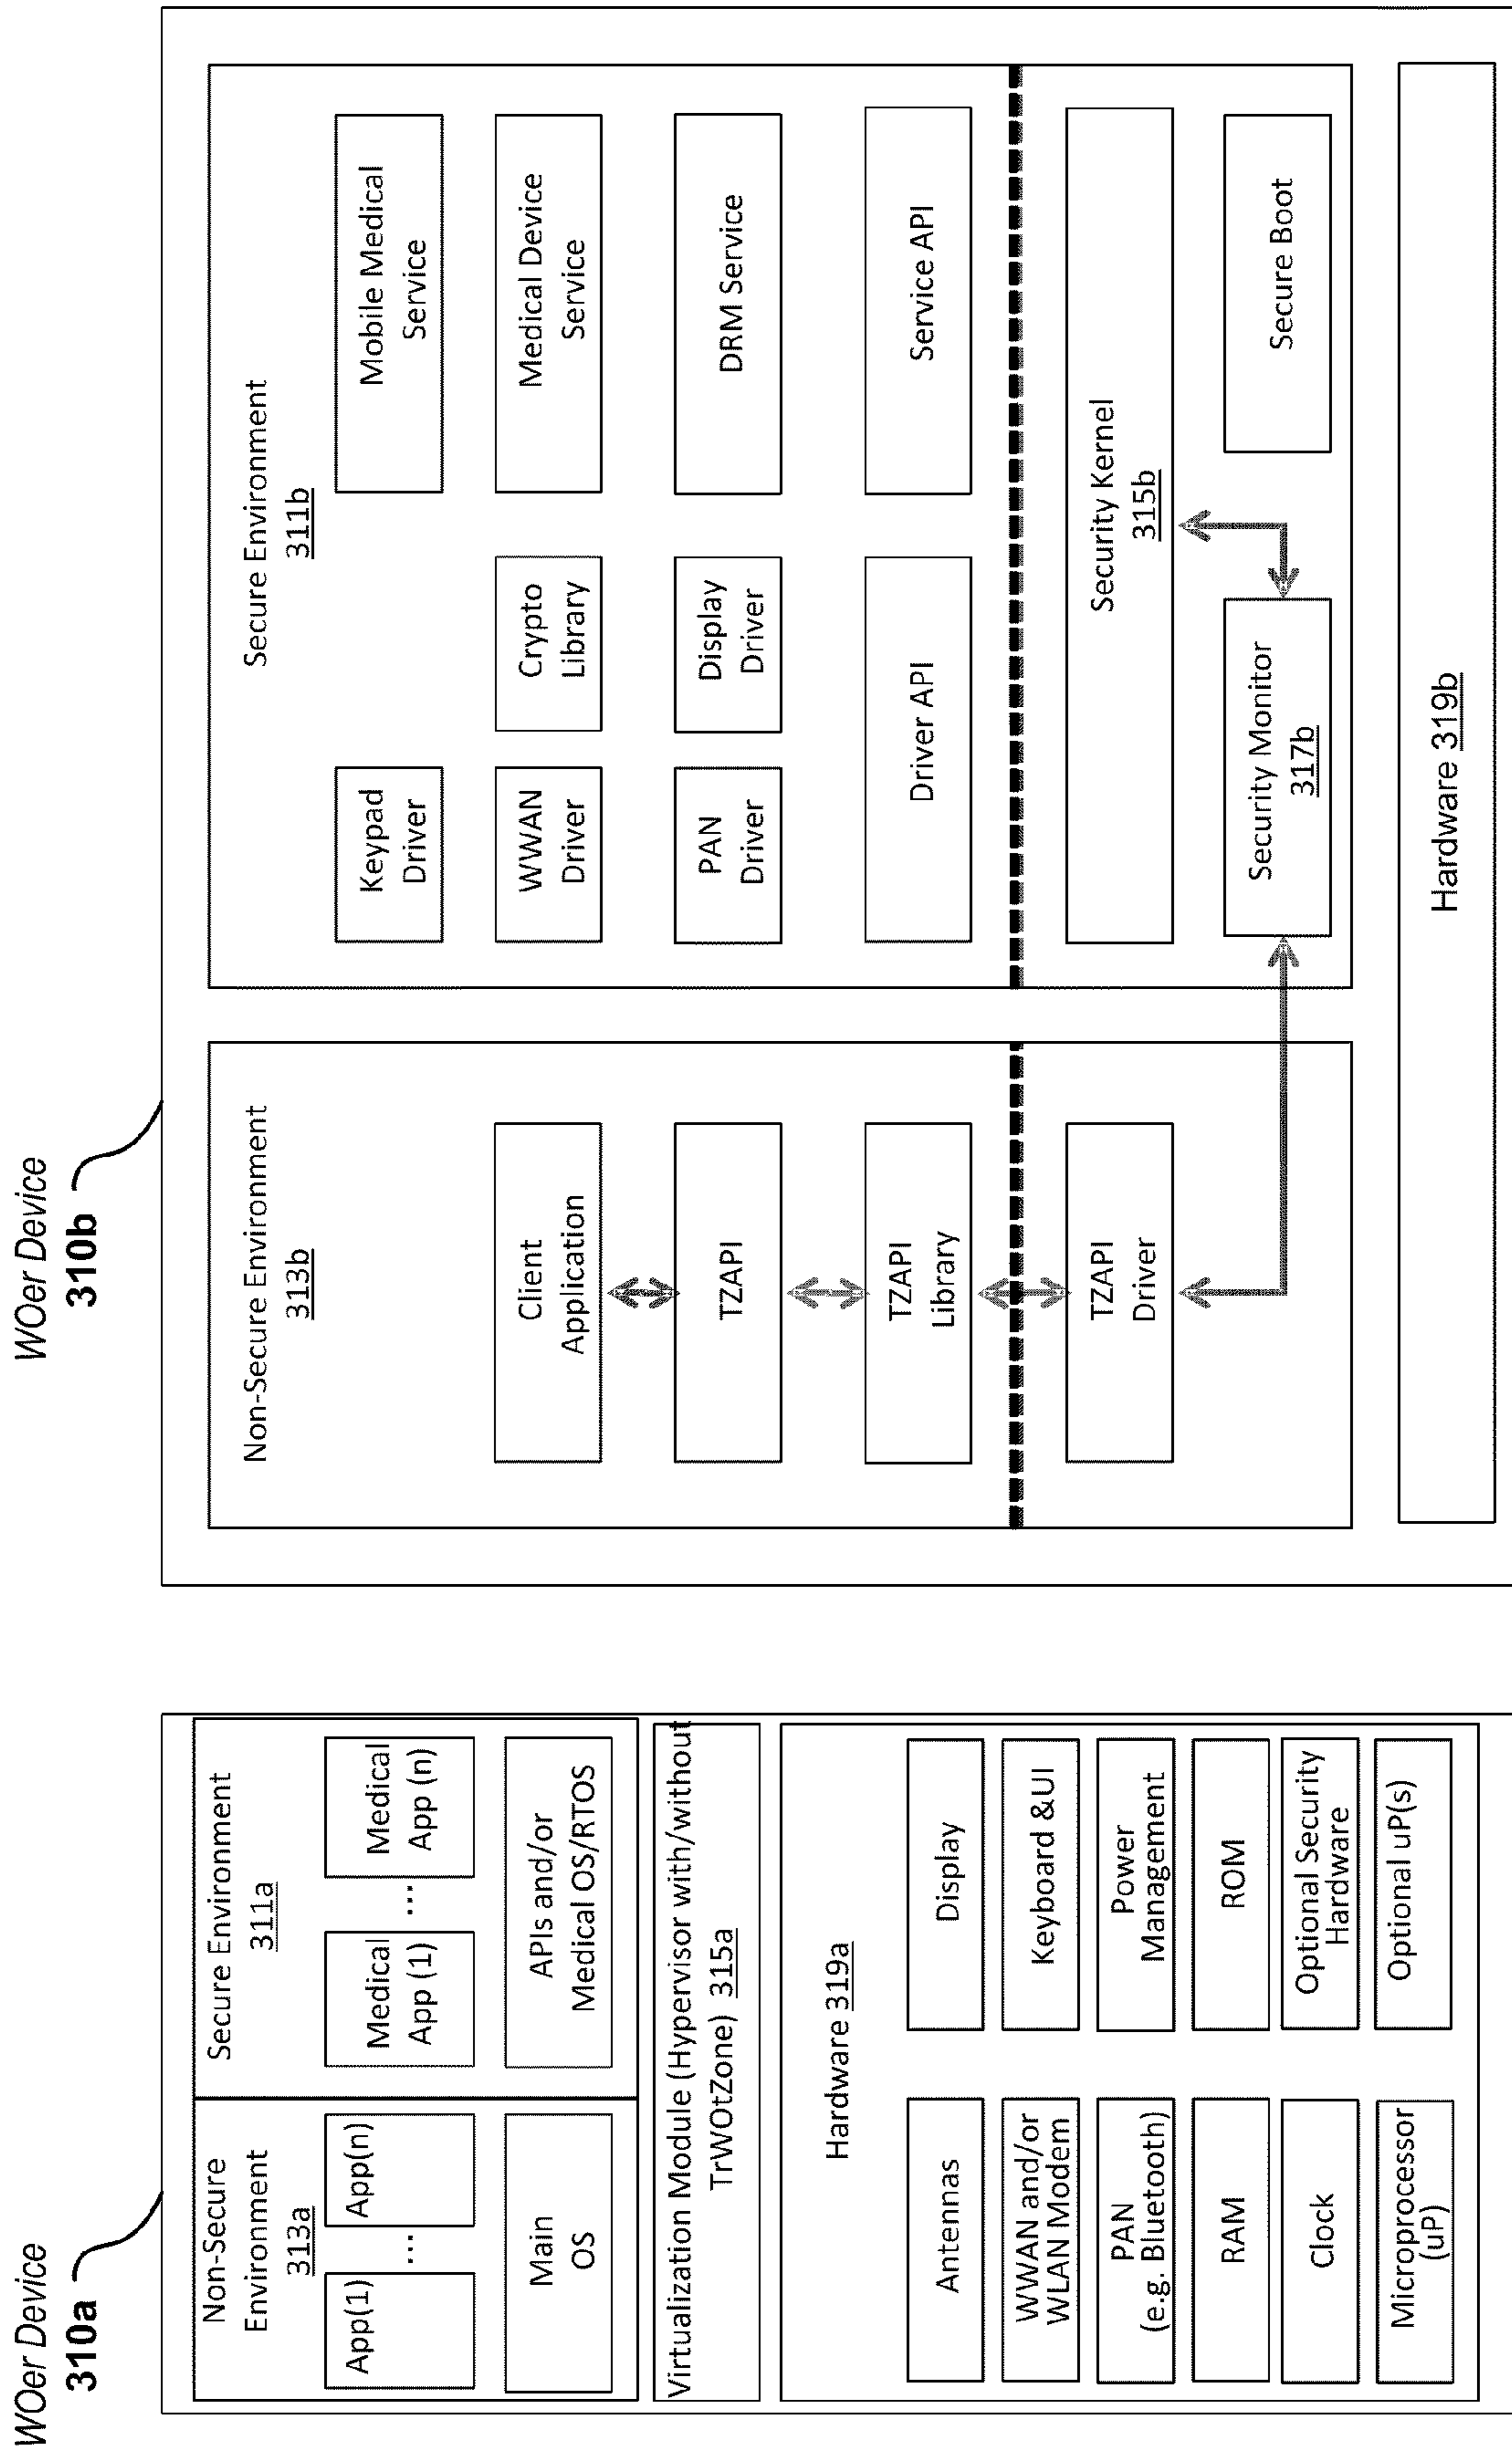 WOer Device
310a
Non-Secure
Environment
313a
App(1)
...
App(n)
Main
OS
Secure Environment
311a
Medical
App (1)
...
Medical
App (n)
APIs and/or
Medical OS/RTOS
Virtualization Module (Hypervisor with/without
TrWOtZone) 315a
Hardware 319a
Antennas
Display
WWAN and/or
WLAN Modem
Keyboard &UI
PAN
(e.g. Bluetooth)
Power
Management
RAM
ROM
Clock
Optional Security
Hardware
Microprocessor
(uP)
Optional uP(s)
WOer Device
310b
Non-Secure Environment
313b
Client
Application
TZAPI
TZAPI
Library
TZAPI
Driver
Secure Environment
311b
Keypad
Driver
Mobile Medical
Service
WWAN
Driver
Crypto
Library
Medical Device
Service
PAN
Driver
Display
Driver
DRM Service
Driver API
Service API
Security Kernel
315b
Security Monitor
317b
Secure Boot
Hardware 319b